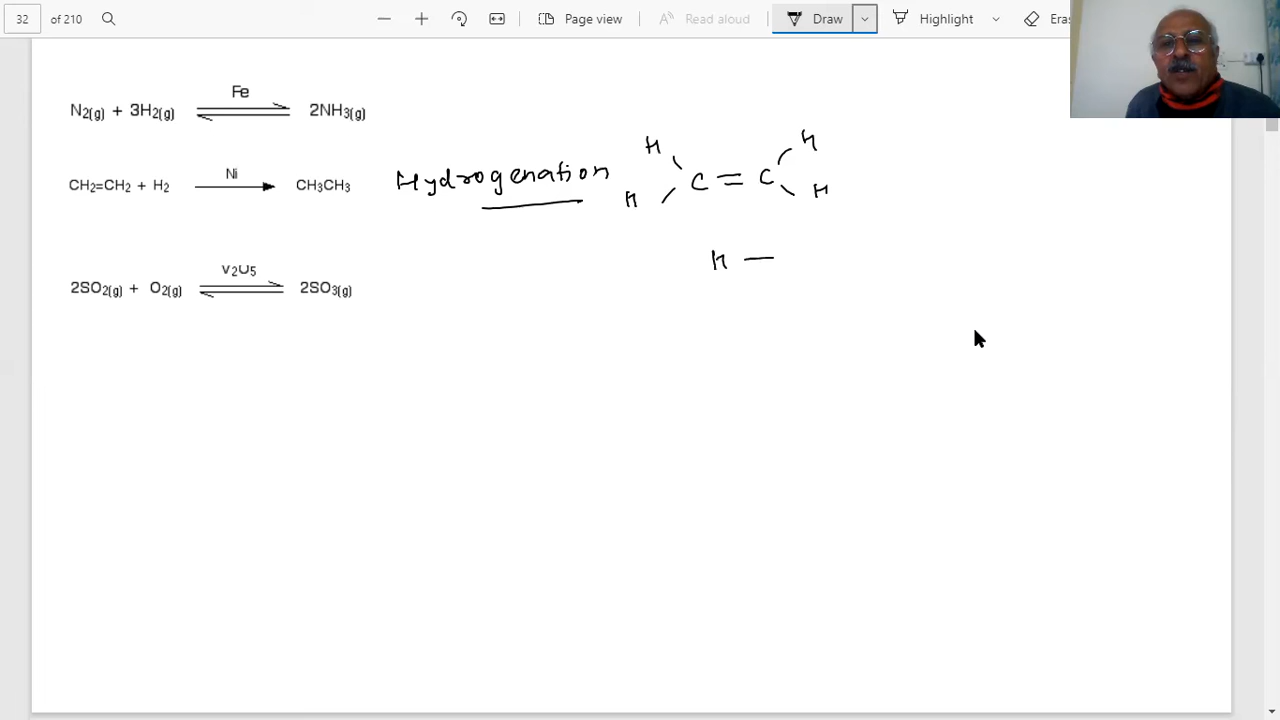 32 of 210 Page view Read aloud Draw Highlight Eras
Fe
N2(g) + 3H2(g) ⇌ 2NH3(g)
Ni
CH2=CH2 + H2 → CH3CH3
Hydrogenation
H H
C = C
H H
H —
V2O5
2SO2(g) + O2(g) ⇌ 2SO3(g)